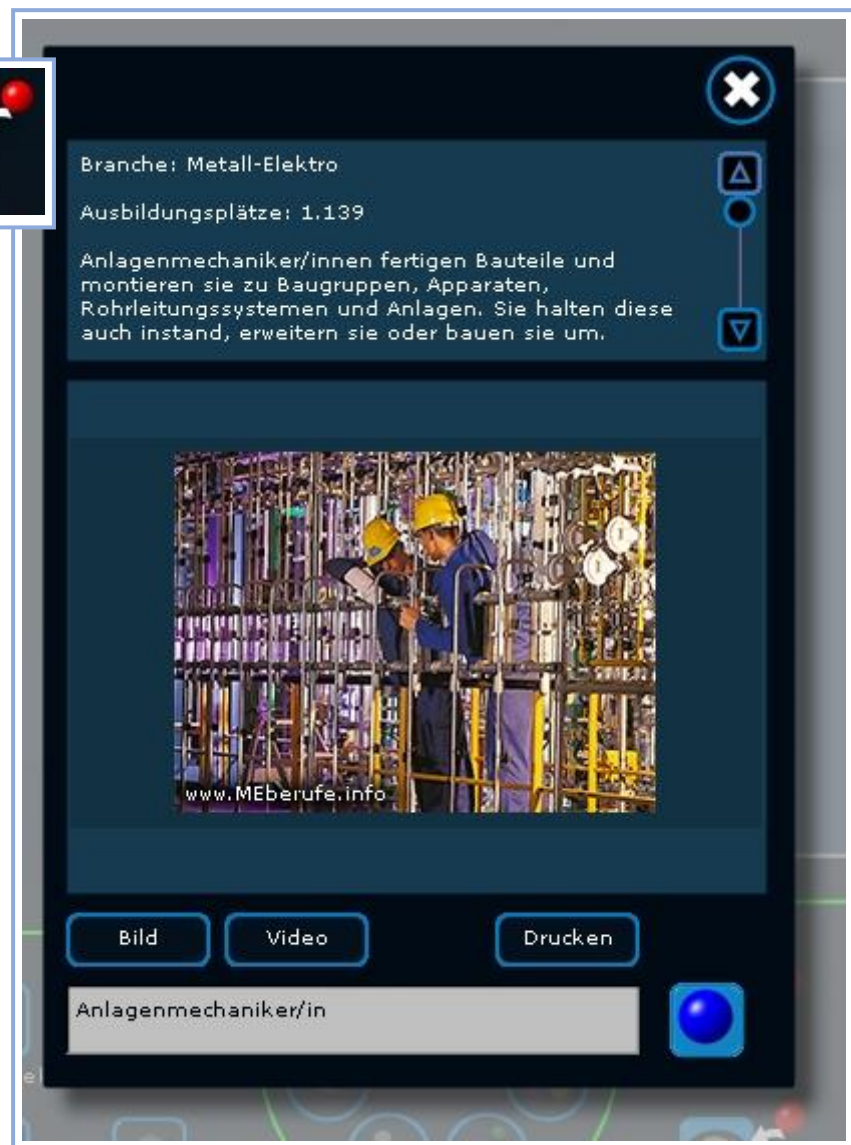 Branche: Metall-Elektro
Ausbildungsplätze: 1.139
Anlagenmechaniker/innen fertigen Bauteile und
montieren sie zu Baugruppen, Apparaten,
Rohrleitungssystemen und Anlagen. Sie halten diese
auch instand, erweitern sie oder bauen sie um.
www.MEberufe.info
Bild
Video
Drucken
Anlagenmechaniker/in